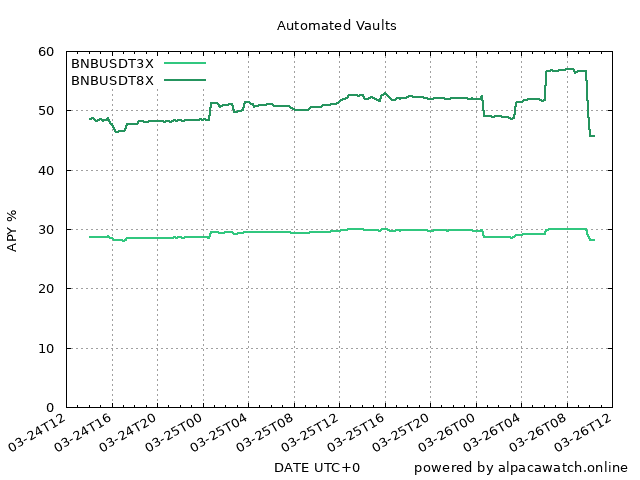 Automated Vaults
BNBUSDT3X
BNBUSDT8X
60
50
40
30
20
10
0
APY %
03-24T12
03-24T16
03-24T20
03-25T00
03-25T04
03-25T08
03-25T12
03-25T16
03-25T20
03-26T00
03-26T04
03-26T08
03-26T12
DATE UTC+0
powered by alpacawatch.online